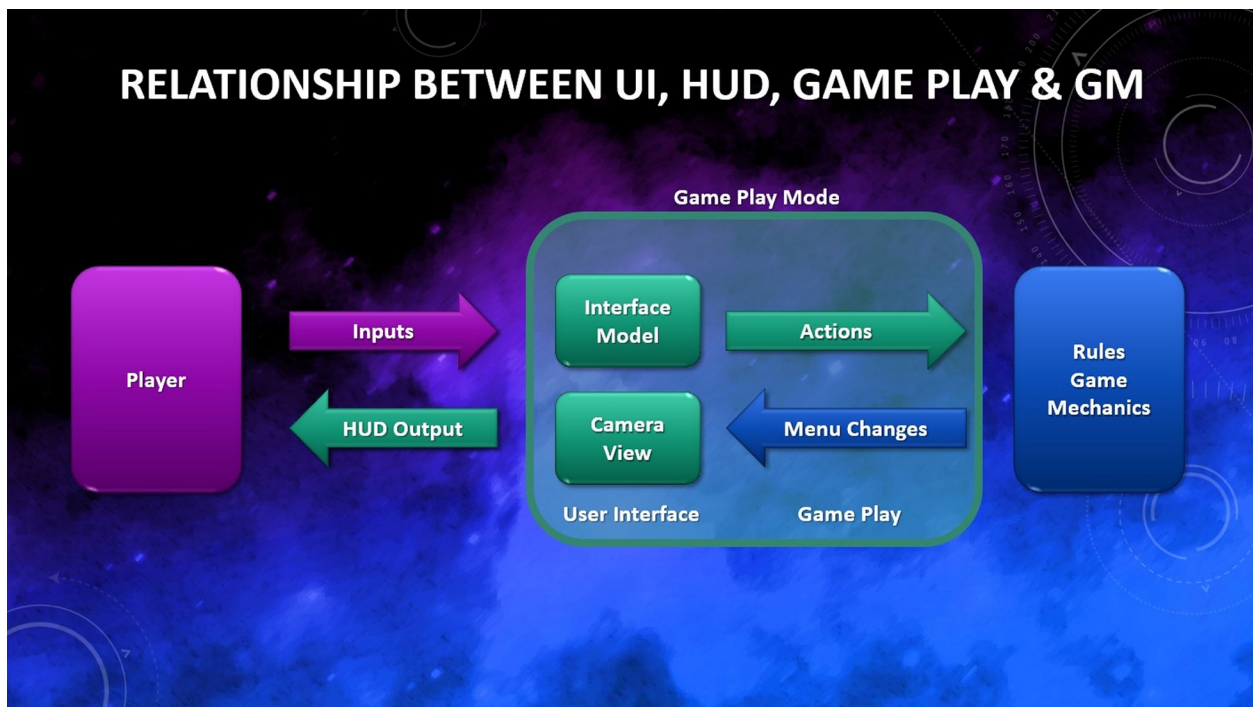 RELATIONSHIP BETWEEN UI, HUD, GAME PLAY & GM
Game Play Mode
Player
Inputs
HUD Output
Interface
Model
Camera
View
User Interface
Actions
Menu Changes
Game Play
Rules
Game
Mechanics